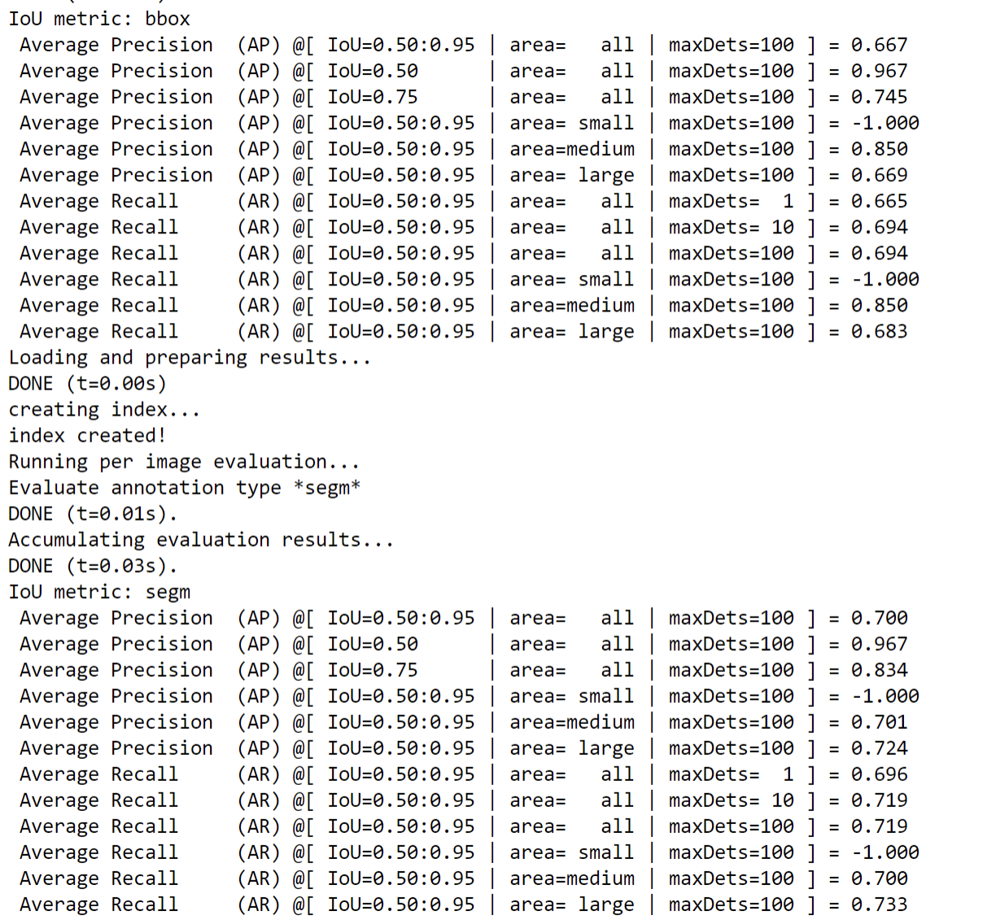 IoU metric: bbox
 Average Precision  (AP) @[ IoU=0.50:0.95 | area=   all | maxDets=100 ] = 0.667
 Average Precision  (AP) @[ IoU=0.50      | area=   all | maxDets=100 ] = 0.967
 Average Precision  (AP) @[ IoU=0.75      | area=   all | maxDets=100 ] = 0.745
 Average Precision  (AP) @[ IoU=0.50:0.95 | area= small | maxDets=100 ] = -1.000
 Average Precision  (AP) @[ IoU=0.50:0.95 | area=medium | maxDets=100 ] = 0.850
 Average Precision  (AP) @[ IoU=0.50:0.95 | area= large | maxDets=100 ] = 0.669
 Average Recall     (AR) @[ IoU=0.50:0.95 | area=   all | maxDets=  1 ] = 0.665
 Average Recall     (AR) @[ IoU=0.50:0.95 | area=   all | maxDets= 10 ] = 0.694
 Average Recall     (AR) @[ IoU=0.50:0.95 | area=   all | maxDets=100 ] = 0.694
 Average Recall     (AR) @[ IoU=0.50:0.95 | area= small | maxDets=100 ] = -1.000
 Average Recall     (AR) @[ IoU=0.50:0.95 | area=medium | maxDets=100 ] = 0.850
 Average Recall     (AR) @[ IoU=0.50:0.95 | area= large | maxDets=100 ] = 0.683
Loading and preparing results...
DONE (t=0.00s)
creating index...
index created!
Running per image evaluation...
Evaluate annotation type *segm*
DONE (t=0.01s).
Accumulating evaluation results...
DONE (t=0.03s).
IoU metric: segm
 Average Precision  (AP) @[ IoU=0.50:0.95 | area=   all | maxDets=100 ] = 0.700
 Average Precision  (AP) @[ IoU=0.50      | area=   all | maxDets=100 ] = 0.967
 Average Precision  (AP) @[ IoU=0.75      | area=   all | maxDets=100 ] = 0.834
 Average Precision  (AP) @[ IoU=0.50:0.95 | area= small | maxDets=100 ] = -1.000
 Average Precision  (AP) @[ IoU=0.50:0.95 | area=medium | maxDets=100 ] = 0.701
 Average Precision  (AP) @[ IoU=0.50:0.95 | area= large | maxDets=100 ] = 0.724
 Average Recall     (AR) @[ IoU=0.50:0.95 | area=   all | maxDets=  1 ] = 0.696
 Average Recall     (AR) @[ IoU=0.50:0.95 | area=   all | maxDets= 10 ] = 0.719
 Average Recall     (AR) @[ IoU=0.50:0.95 | area=   all | maxDets=100 ] = 0.719
 Average Recall     (AR) @[ IoU=0.50:0.95 | area= small | maxDets=100 ] = -1.000
 Average Recall     (AR) @[ IoU=0.50:0.95 | area=medium | maxDets=100 ] = 0.700
 Average Recall     (AR) @[ IoU=0.50:0.95 | area= large | maxDets=100 ] = 0.733